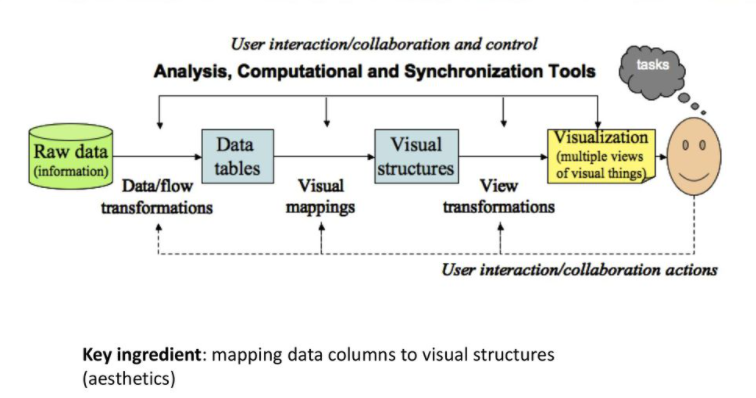 User interaction/collaboration and control
Analysis, Computational and Synchronization Tools
tasks
Raw data
(information)
Data
tables
Visual
structures
Visualization
(multiple views
of visual things)
Data/flow
transformations
Visual
mappings
View
transformations
User interaction/collaboration actions
Key ingredient: mapping data columns to visual structures
(aesthetics)